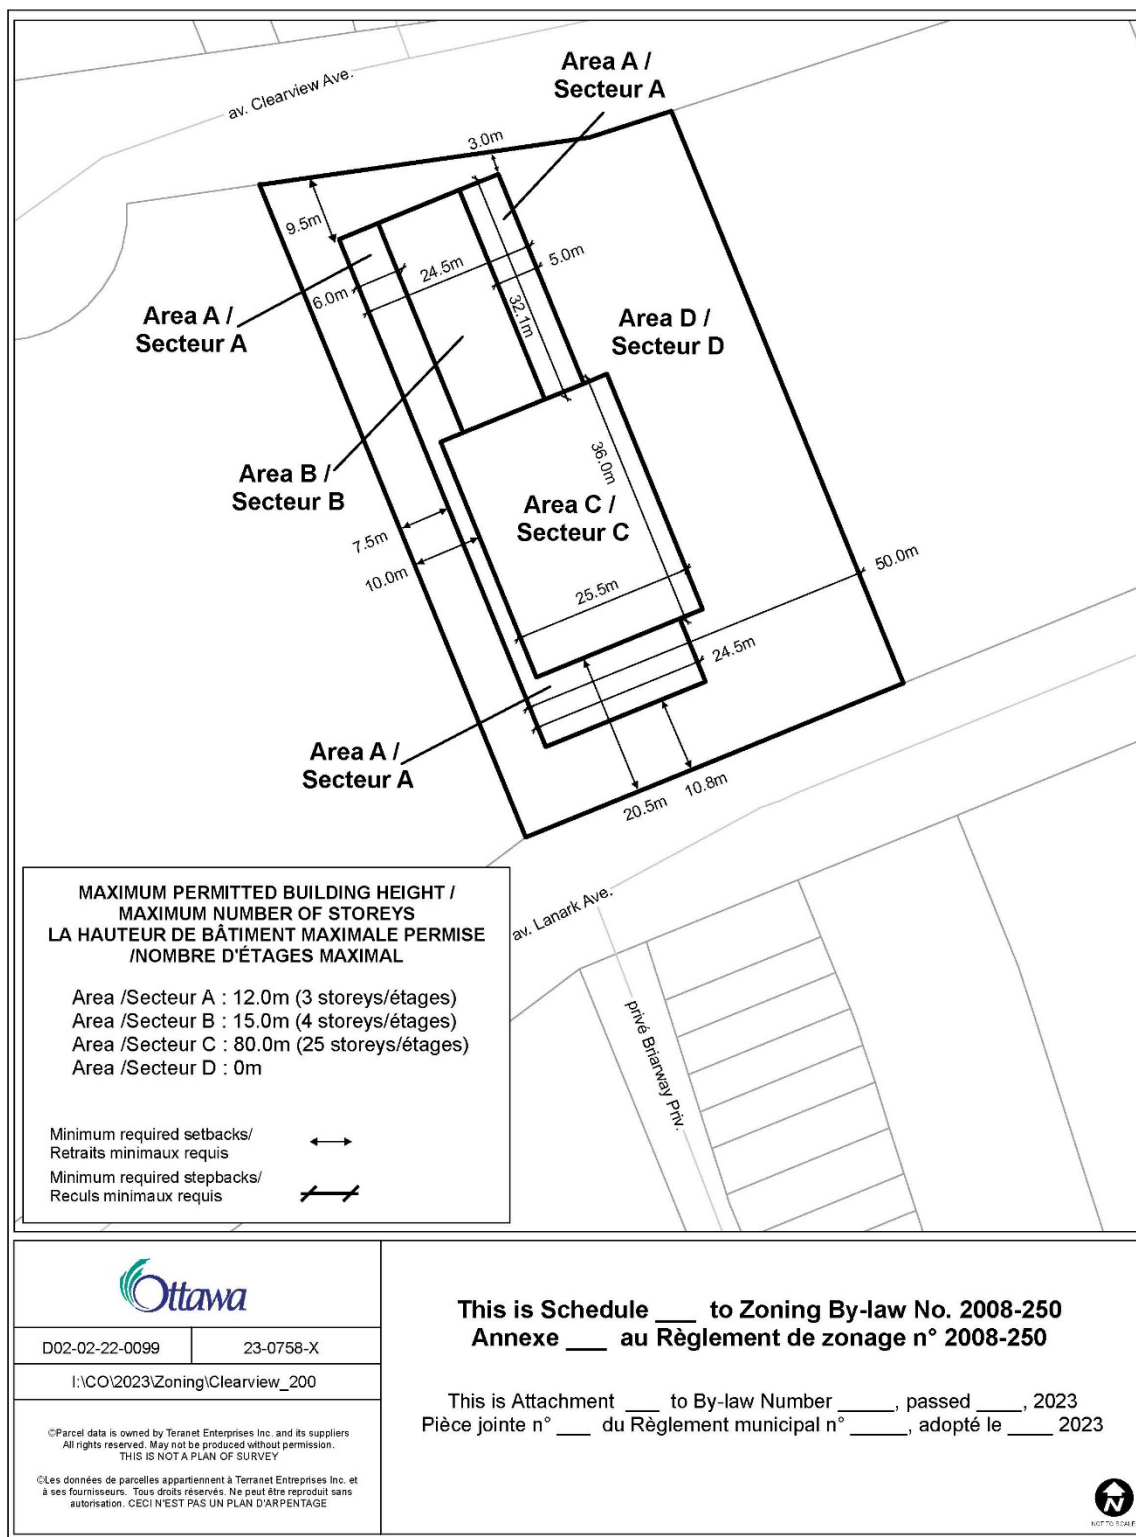 av. Clearview Ave.
Area A /
Secteur A
3.0m
9.5m
24.5m
5.0m
6.0m
32.1m
Area A /
Secteur A
Area D /
Secteur D
Area B /
Secteur B
36.0m
Area C /
Secteur C
7.5m
10.0m
25.5m
50.0m
24.5m
Area A /
Secteur A
20.5m
10.8m
av. Lanark Ave.
privé Briarway Priv.
MAXIMUM PERMITTED BUILDING HEIGHT /
MAXIMUM NUMBER OF STOREYS
LA HAUTEUR DE BÂTIMENT MAXIMALE PERMISE
/NOMBRE D'ÉTAGES MAXIMAL
Area /Secteur A : 12.0m (3 storeys/étages)
Area /Secteur B : 15.0m (4 storeys/étages)
Area /Secteur C : 80.0m (25 storeys/étages)
Area /Secteur D : 0m
Minimum required setbacks/
Retraits minimaux requis
Minimum required stepbacks/
Reculs minimaux requis
Ottawa
D02-02-22-0099
23-0758-X
I:\CO\2023\Zoning\Clearview_200
©Parcel data is owned by Teranet Enterprises Inc. and its suppliers
All rights reserved. May not be produced without permission.
THIS IS NOT A PLAN OF SURVEY
©Les données de parcelles appartiennent à Terranet Entreprises Inc. et
à ses fournisseurs. Tous droits réservés. Ne peut être reproduit sans
autorisation. CECI N'EST PAS UN PLAN D'ARPENTAGE
This is Schedule ___ to Zoning By-law No. 2008-250
Annexe ___ au Règlement de zonage n° 2008-250
This is Attachment ___ to By-law Number _____, passed ____, 2023
Pièce jointe n° ___ du Règlement municipal n° _____, adopté le ____ 2023
N
NOT TO SCALE